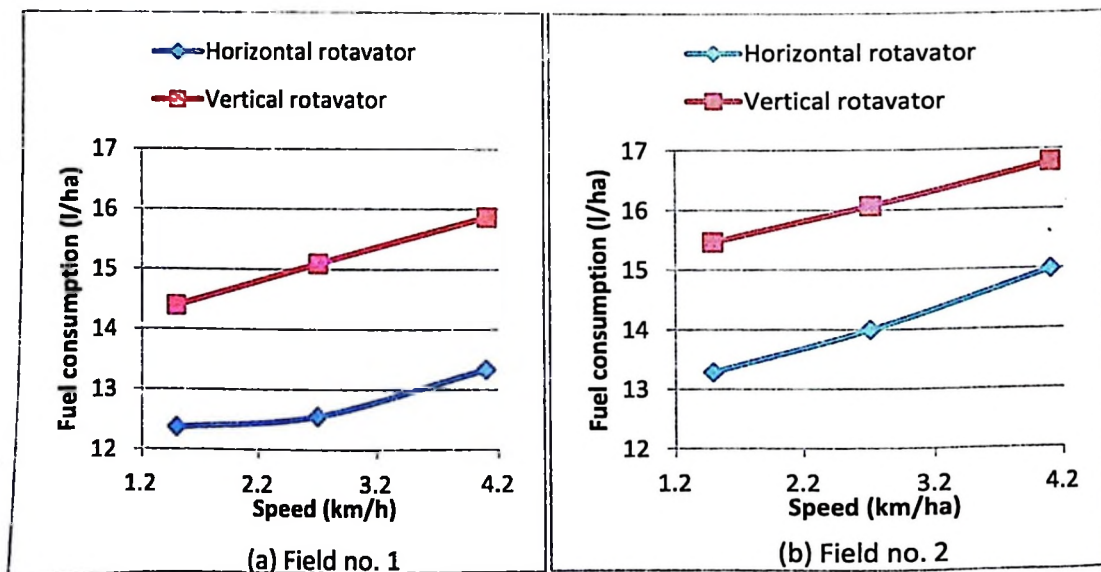 Horizontal rotavator
Vertical rotavator
Fuel consumption (l/ha)
17
16
15
14
13
12
1.2
2.2
3.2
4.2
Speed (km/h)
(a) Field no. 1
Horizontal rotavator
Vertical rotavator
Fuel consumption (l/ha)
17
16
15
14
13
12
1.2
2.2
3.2
4.2
Speed (km/ha)
(b) Field no. 2